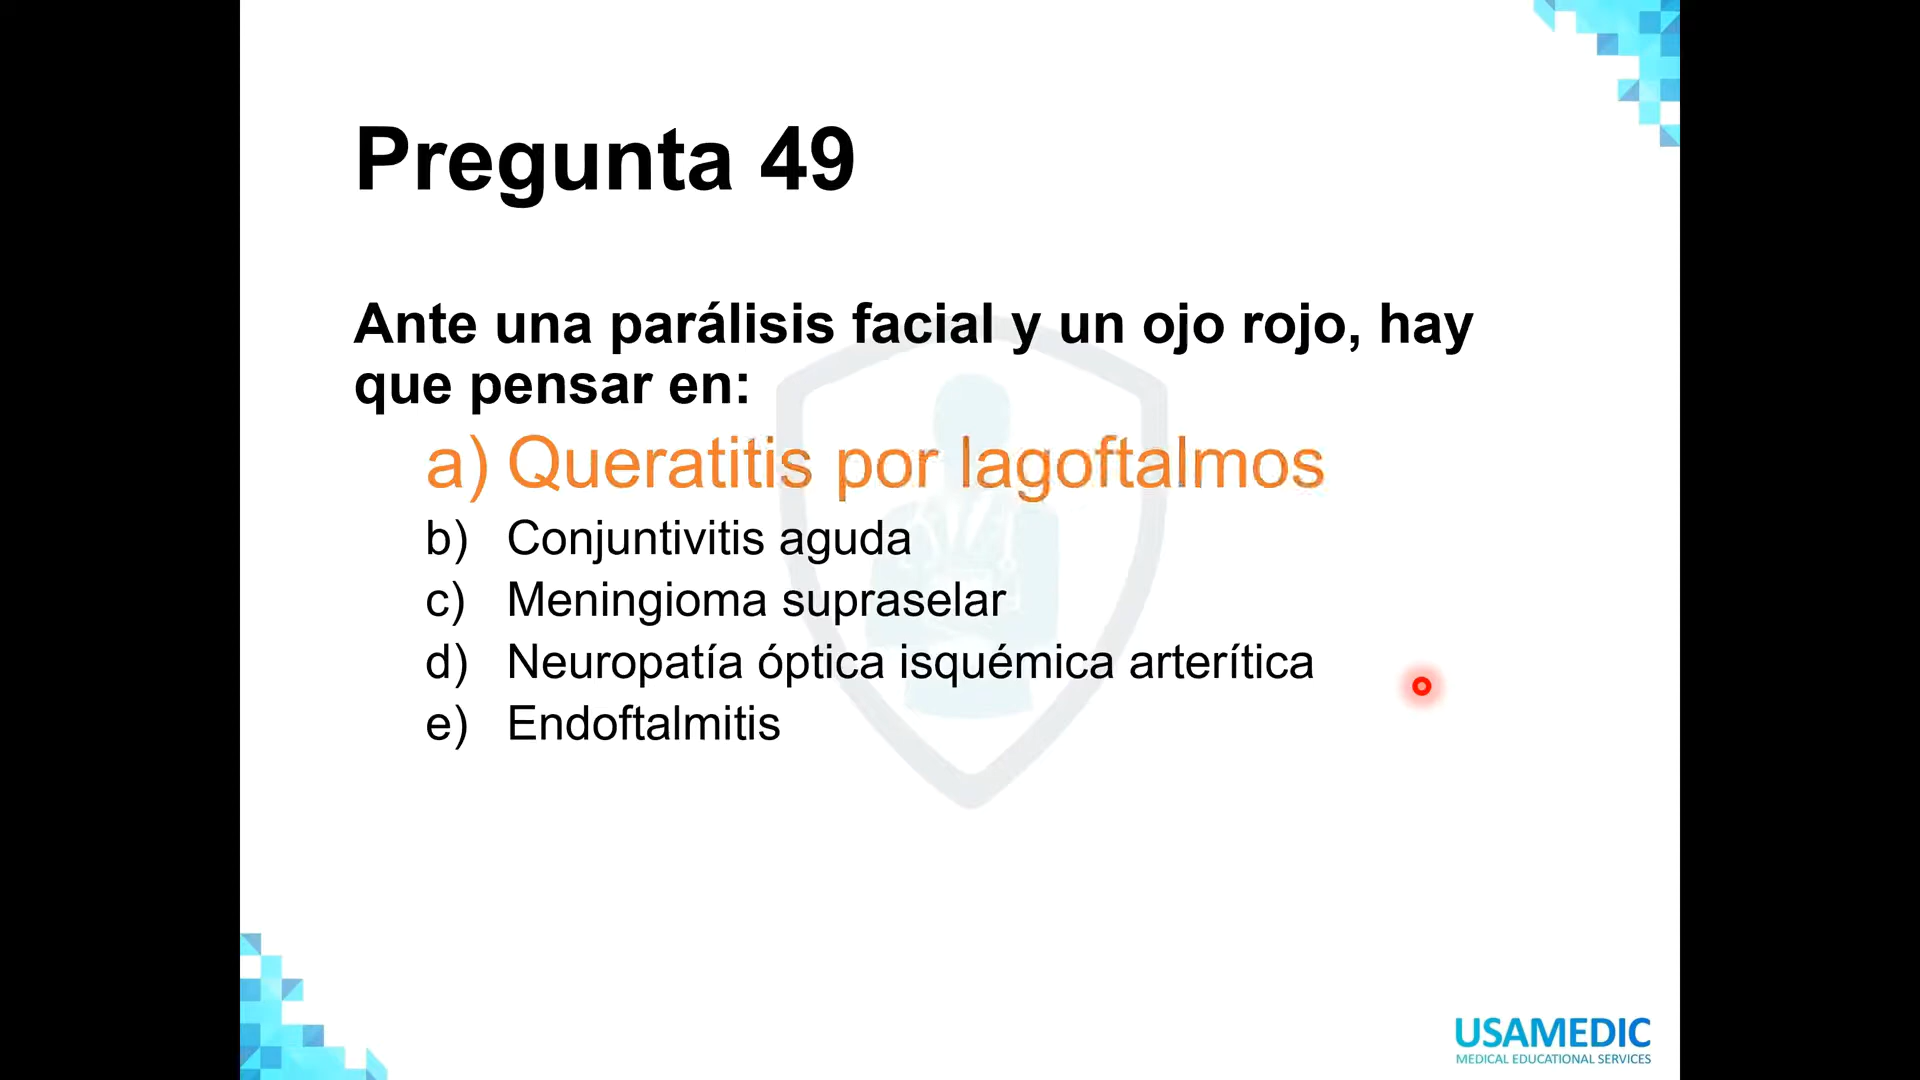 Pregunta 49
Ante una parálisis facial y un ojo rojo, hay
que pensar en:
a) Queratitis por lagoftalmos
b) Conjuntivitis aguda
c) Meningioma supraselar
d) Neuropatía óptica isquémica arterítica
e) Endoftalmitis
USAMEDIC
MEDICAL EDUCATIONAL SERVICES